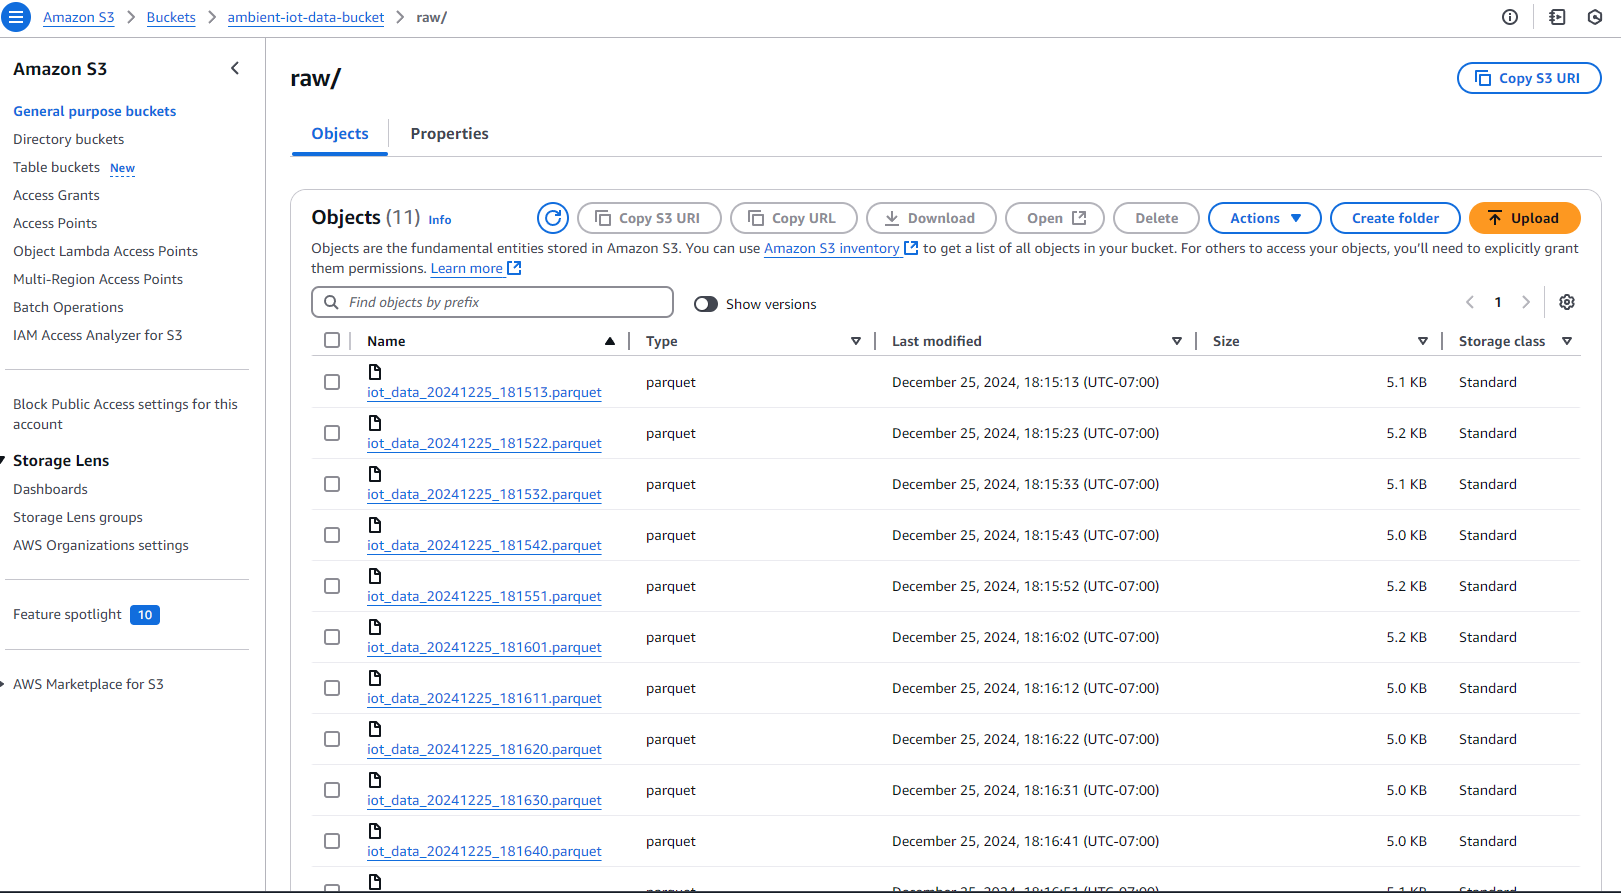 Amazon S3 > Buckets > ambient-iot-data-bucket > raw/
Amazon S3
General purpose buckets
Directory buckets
Table buckets New
Access Grants
Access Points
Object Lambda Access Points
Multi-Region Access Points
Batch Operations
IAM Access Analyzer for S3
Block Public Access settings for this
account
Storage Lens
Dashboards
Storage Lens groups
AWS Organizations settings
Feature spotlight 10
AWS Marketplace for S3
raw/
Copy S3 URI
Objects Properties
Objects (11) Info
Copy S3 URI Copy URL Download Open Delete Actions Create folder Upload
Objects are the fundamental entities stored in Amazon S3. You can use Amazon S3 inventory to get a list of all objects in your bucket. For others to access your objects, you’ll need to explicitly grant
them permissions. Learn more
Find objects by prefix Show versions 1
Name Type Last modified Size Storage class
iot_data_20241225_181513.parquet parquet December 25, 2024, 18:15:13 (UTC-07:00) 5.1 KB Standard
iot_data_20241225_181522.parquet parquet December 25, 2024, 18:15:23 (UTC-07:00) 5.2 KB Standard
iot_data_20241225_181532.parquet parquet December 25, 2024, 18:15:33 (UTC-07:00) 5.1 KB Standard
iot_data_20241225_181542.parquet parquet December 25, 2024, 18:15:43 (UTC-07:00) 5.0 KB Standard
iot_data_20241225_181551.parquet parquet December 25, 2024, 18:15:52 (UTC-07:00) 5.2 KB Standard
iot_data_20241225_181601.parquet parquet December 25, 2024, 18:16:02 (UTC-07:00) 5.2 KB Standard
iot_data_20241225_181611.parquet parquet December 25, 2024, 18:16:12 (UTC-07:00) 5.0 KB Standard
iot_data_20241225_181620.parquet parquet December 25, 2024, 18:16:22 (UTC-07:00) 5.0 KB Standard
iot_data_20241225_181630.parquet parquet December 25, 2024, 18:16:31 (UTC-07:00) 5.0 KB Standard
iot_data_20241225_181640.parquet parquet December 25, 2024, 18:16:41 (UTC-07:00) 5.0 KB Standard